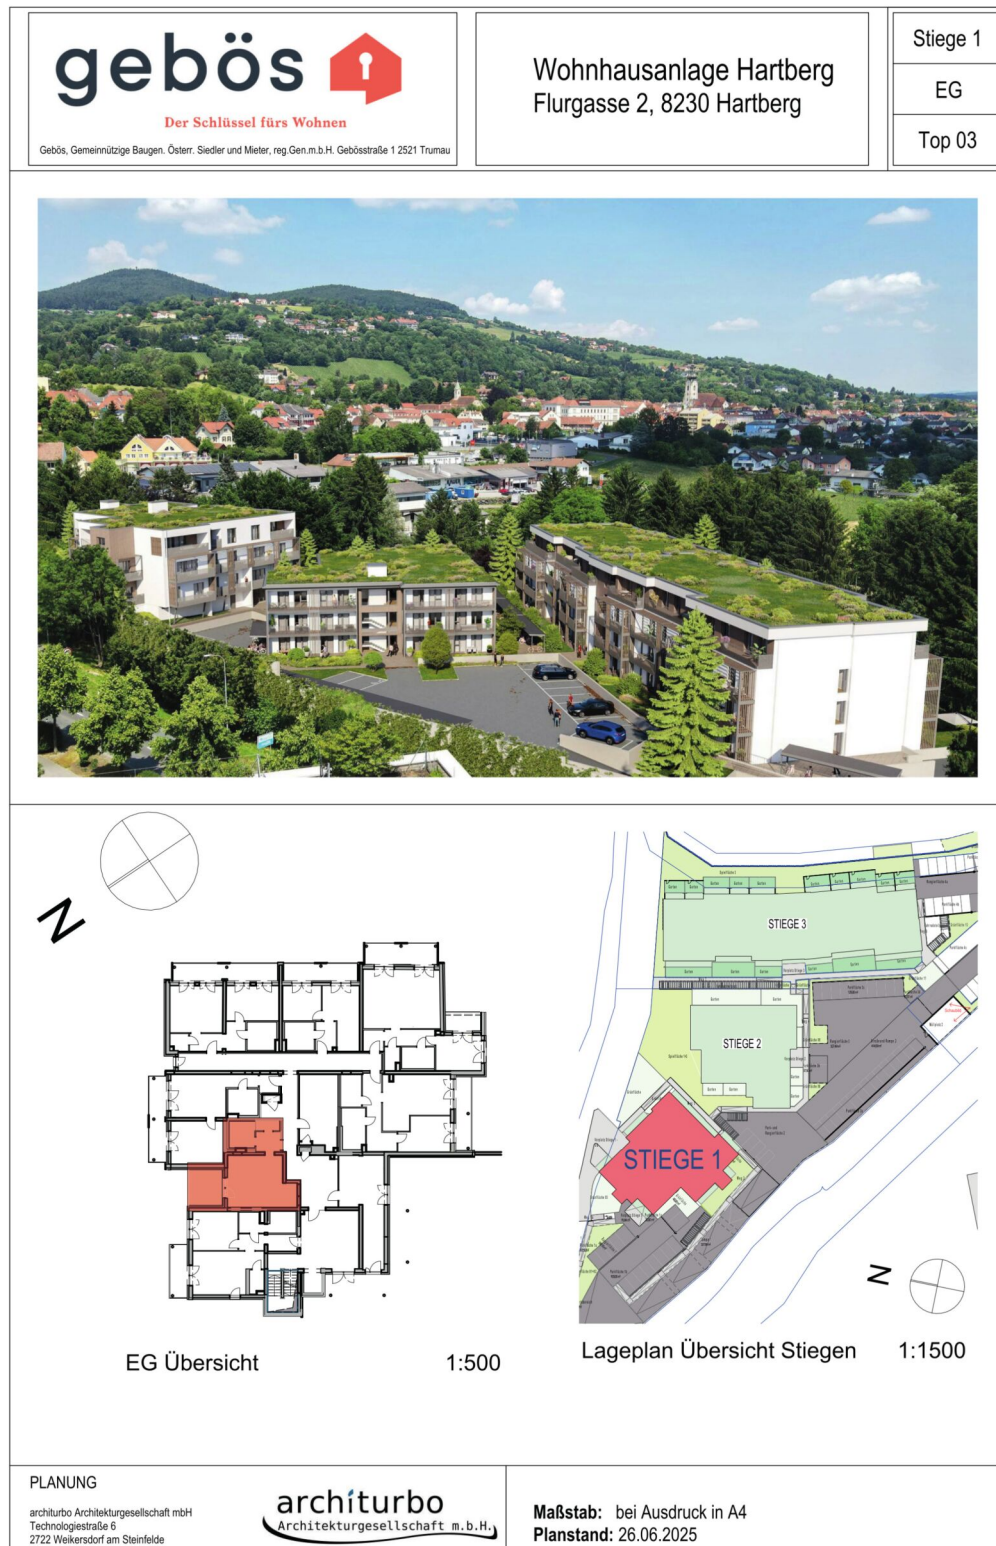 gebös
Der Schlüssel fürs Wohnen
Gebös, Gemeinnützige Baugen. Österr. Siedler und Mieter, reg.Gen.m.b.H. Gebösstraße 1 2521 Trumau
Wohnhausanlage Hartberg
Flurgasse 2, 8230 Hartberg
Stiege 1
EG
Top 03
N
STIEGE 3
STIEGE 2
STIEGE 1
N
EG Übersicht 1:500
Lageplan Übersicht Stiegen 1:1500
PLANUNG
architurbo Architekturgesellschaft mbH
Technologiestraße 6
2722 Weikersdorf am Steinfelde
architurbo
Architekturgesellschaft m.b.H.
Maßstab: bei Ausdruck in A4
Planstand: 26.06.2025